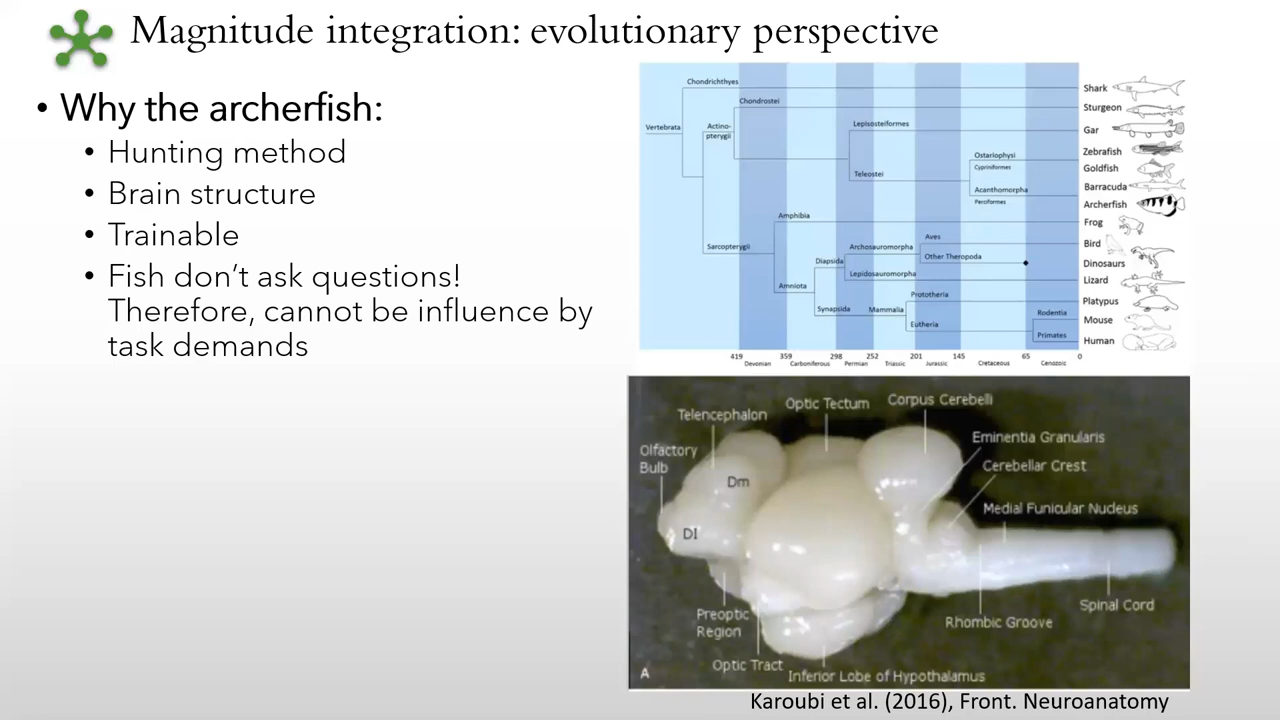 Magnitude integration: evolutionary perspective
• Why the archerfish:
• Hunting method
• Brain structure
• Trainable
• Fish don’t ask questions!
Therefore, cannot be influence by
task demands
Chondrichthyes
Shark
Chondrostei
Sturgeon
Vertebrata
Actino-
pterygii
Lepisosteiformes
Gar
Zebrafish
Ostariophysi
Cypriniformes
Goldfish
Teleostei
Barracuda
Acanthomorpha
Perciformes
Archerfish
Amphibia
Frog
Aves
Bird
Sarcopterygii
Archosauromorpha
Diapsida
Other Theropoda
Dinosaurs
Lepidosauromorpha
Lizard
Amniota
Prototheria
Platypus
Synapsida
Mammalia
Rodentia
Mouse
Eutheria
Primates
Human
419 359 298 252 201 145 65 0
Devonian Carboniferous Permian Triassic Jurassic Cretaceous Cenozoic
Optic Tectum
Corpus Cerebelli
Telencephalon
Eminentia Granularis
Olfactory
Bulb
Cerebellar Crest
Dm
Medial Funicular Nucleus
Dl
Preoptic
Region
Rhombic Groove
Spinal Cord
Optic Tract
Inferior Lobe of Hypothalamus
A
Karoubi et al. (2016), Front. Neuroanatomy